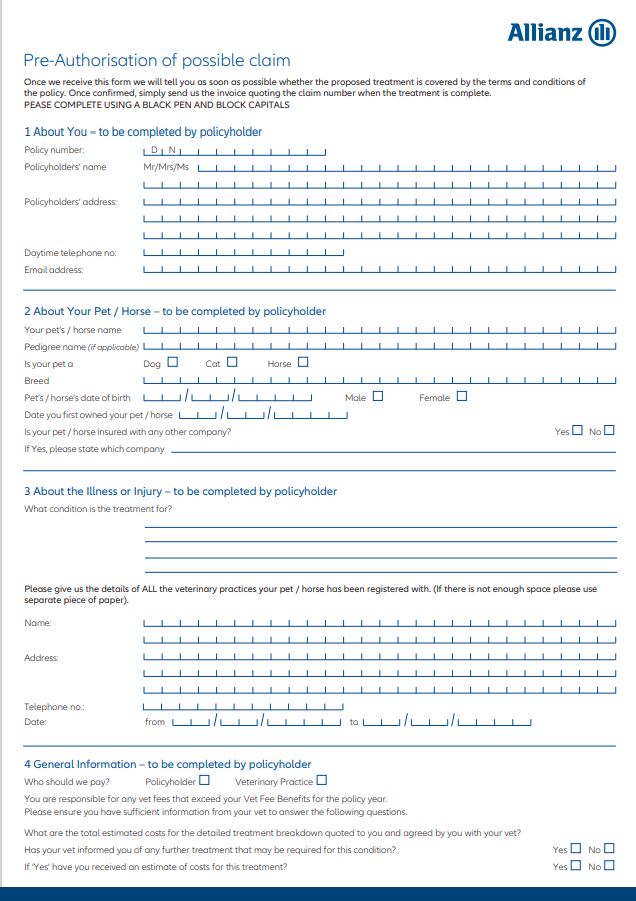 Allianz
Pre-Authorisation of possible claim
Once we receive this form we will tell you as soon as possible whether the proposed treatment is covered by the terms and conditions of
the policy. Once confirmed, simply send us the invoice quoting the claim number when the treatment is complete.
PEASE COMPLETE USING A BLACK PEN AND BLOCK CAPITALS
1 About You – to be completed by policyholder
Policy number: D N
Policyholders' name Mr/Mrs/Ms
Policyholders' address:
Daytime telephone no:
Email address:
2 About Your Pet / Horse – to be completed by policyholder
Your pet's / horse name
Pedigree name (if applicable)
Is your pet a Dog Cat Horse
Breed
Pet's / horse's date of birth / / Male Female
Date you first owned your pet / horse / /
Is your pet / horse insured with any other company? Yes No
If Yes, please state which company
3 About the Illness or Injury – to be completed by policyholder
What condition is the treatment for?
Please give us the details of ALL the veterinary practices your pet / horse has been registered with. (If there is not enough space please use
separate piece of paper).
Name:
Address:
Telephone no.:
Date: from / / to / /
4 General Information – to be completed by policyholder
Who should we pay? Policyholder Veterinary Practice
You are responsible for any vet fees that exceed your Vet Fee Benefits for the policy year.
Please ensure you have sufficient information from your vet to answer the following questions.
What are the total estimated costs for the detailed treatment breakdown quoted to you and agreed by you with your vet?
Has your vet informed you of any further treatment that may be required for this condition? Yes No
If 'Yes' have you received an estimate of costs for this treatment? Yes No